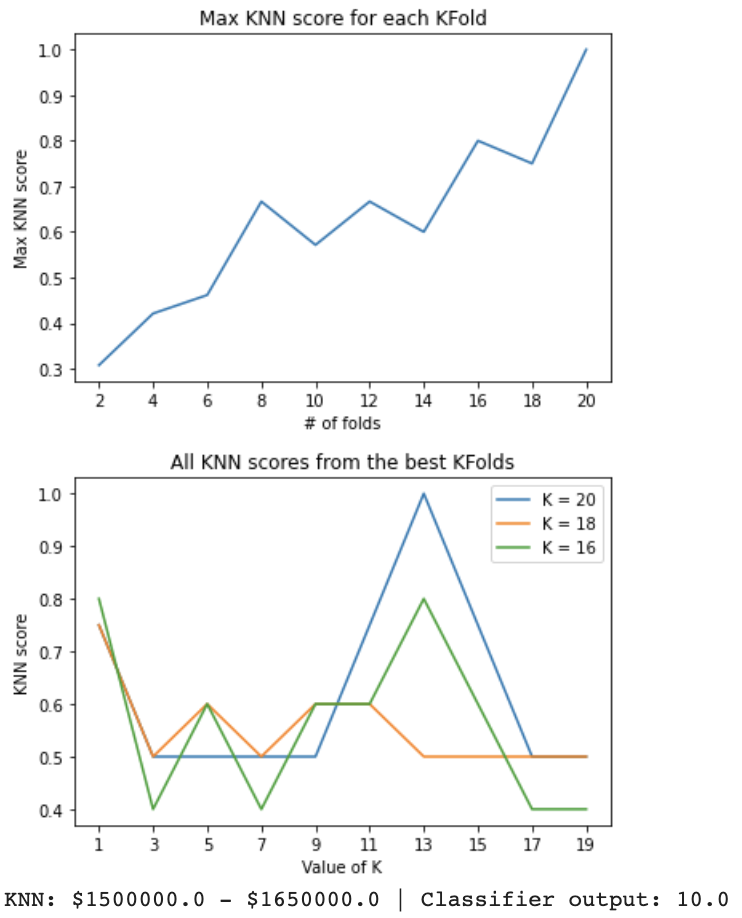 Max KNN score for each KFold
1.0
0.9
0.8
0.7
0.6
0.5
0.4
0.3
Max KNN score
2 4 6 8 10 12 14 16 18 20
# of folds
All KNN scores from the best KFolds
1.0
0.9
0.8
0.7
0.6
0.5
0.4
KNN score
K = 20
K = 18
K = 16
1 3 5 7 9 11 13 15 17 19
Value of K
KNN: $1500000.0 - $1650000.0 | Classifier output: 10.0